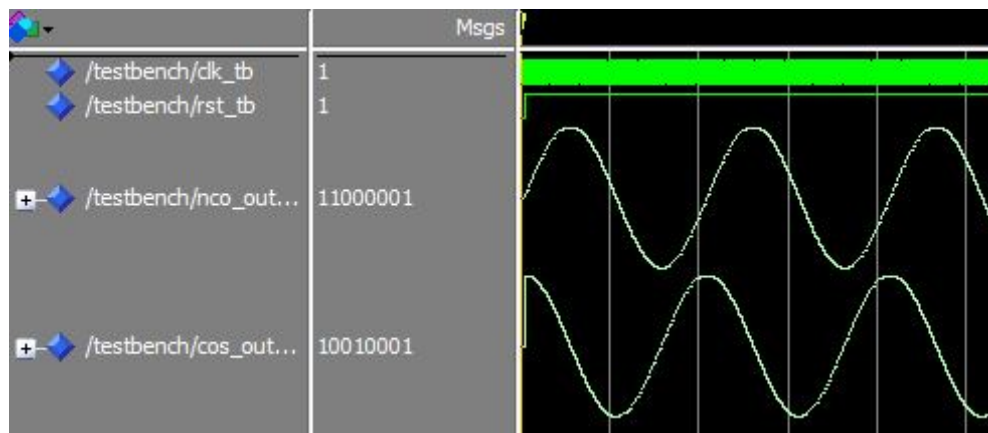 Msgs
/testbench/clk_tb 1
/testbench/rst_tb 1
/testbench/nco_out... 11000001
/testbench/cos_out... 10010001